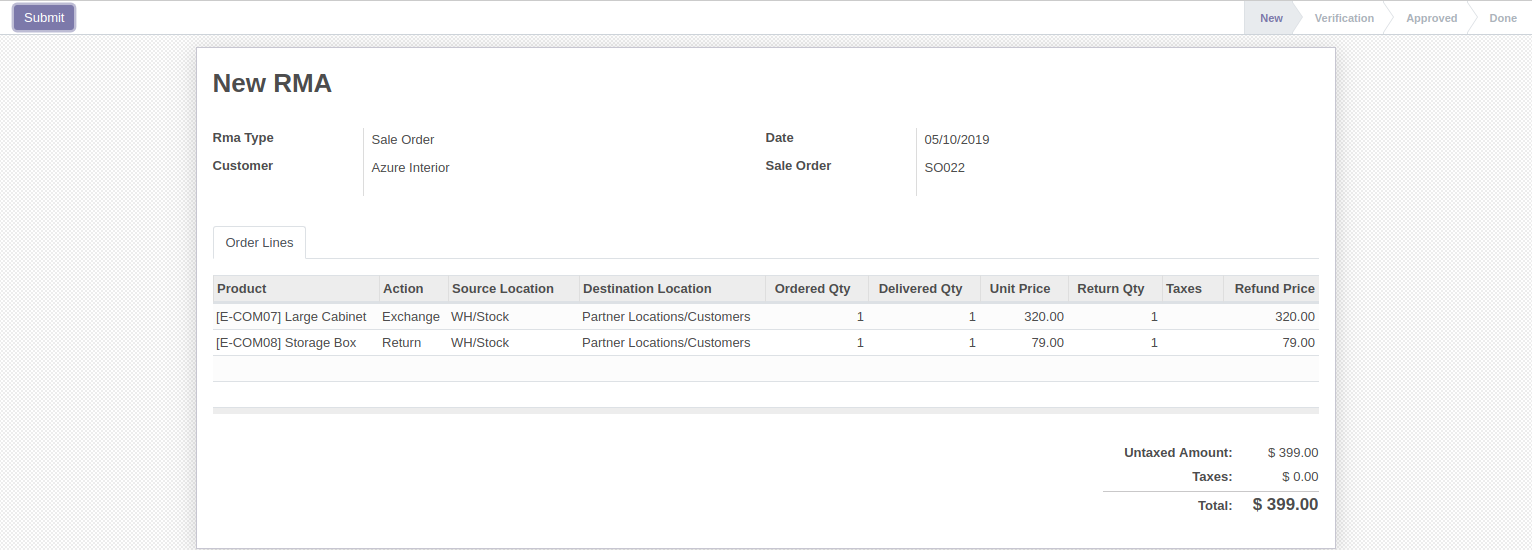 Submit New Verification Approved Done
New RMA
Rma Type Sale Order Date 05/10/2019
Customer Azure Interior Sale Order SO022
Order Lines
Product Action Source Location Destination Location Ordered Qty Delivered Qty Unit Price Return Qty Taxes Refund Price
[E-COM07] Large Cabinet Exchange WH/Stock Partner Locations/Customers 1 1 320.00 1 320.00
[E-COM08] Storage Box Return WH/Stock Partner Locations/Customers 1 1 79.00 1 79.00
Untaxed Amount: $ 399.00
Taxes: $ 0.00
Total: $ 399.00